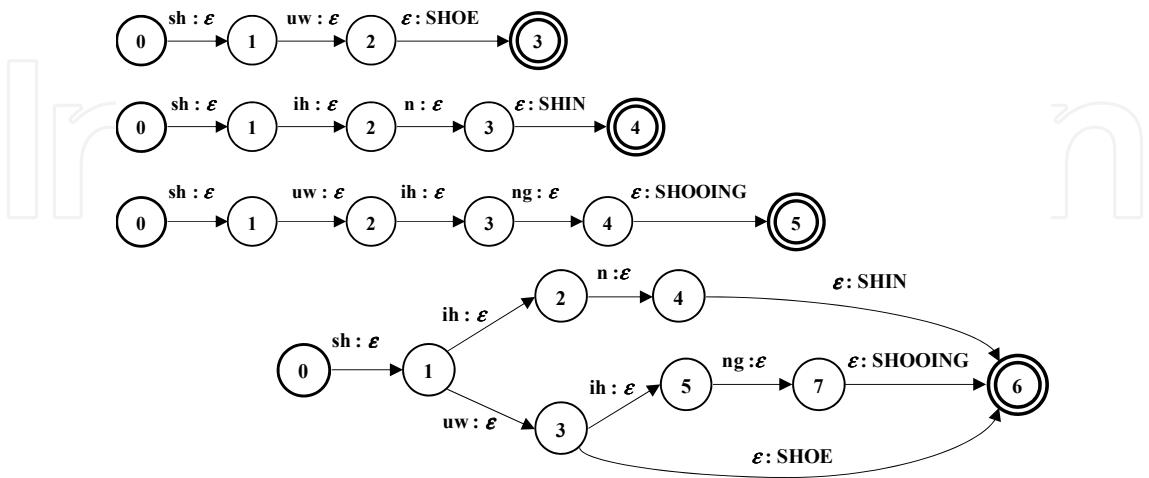 sh : ε uw : ε ε: SHOE
0 1 2 3
sh : ε ih : ε n : ε ε: SHIN
0 1 2 3 4
sh : ε uw : ε ih : ε ng : ε ε: SHOOING
0 1 2 3 4 5
n :ε ε: SHIN
2 4
ih : ε
sh : ε ng :ε ε: SHOOING
0 1 ih : ε 5 7 6
uw : ε 3
ε: SHOE